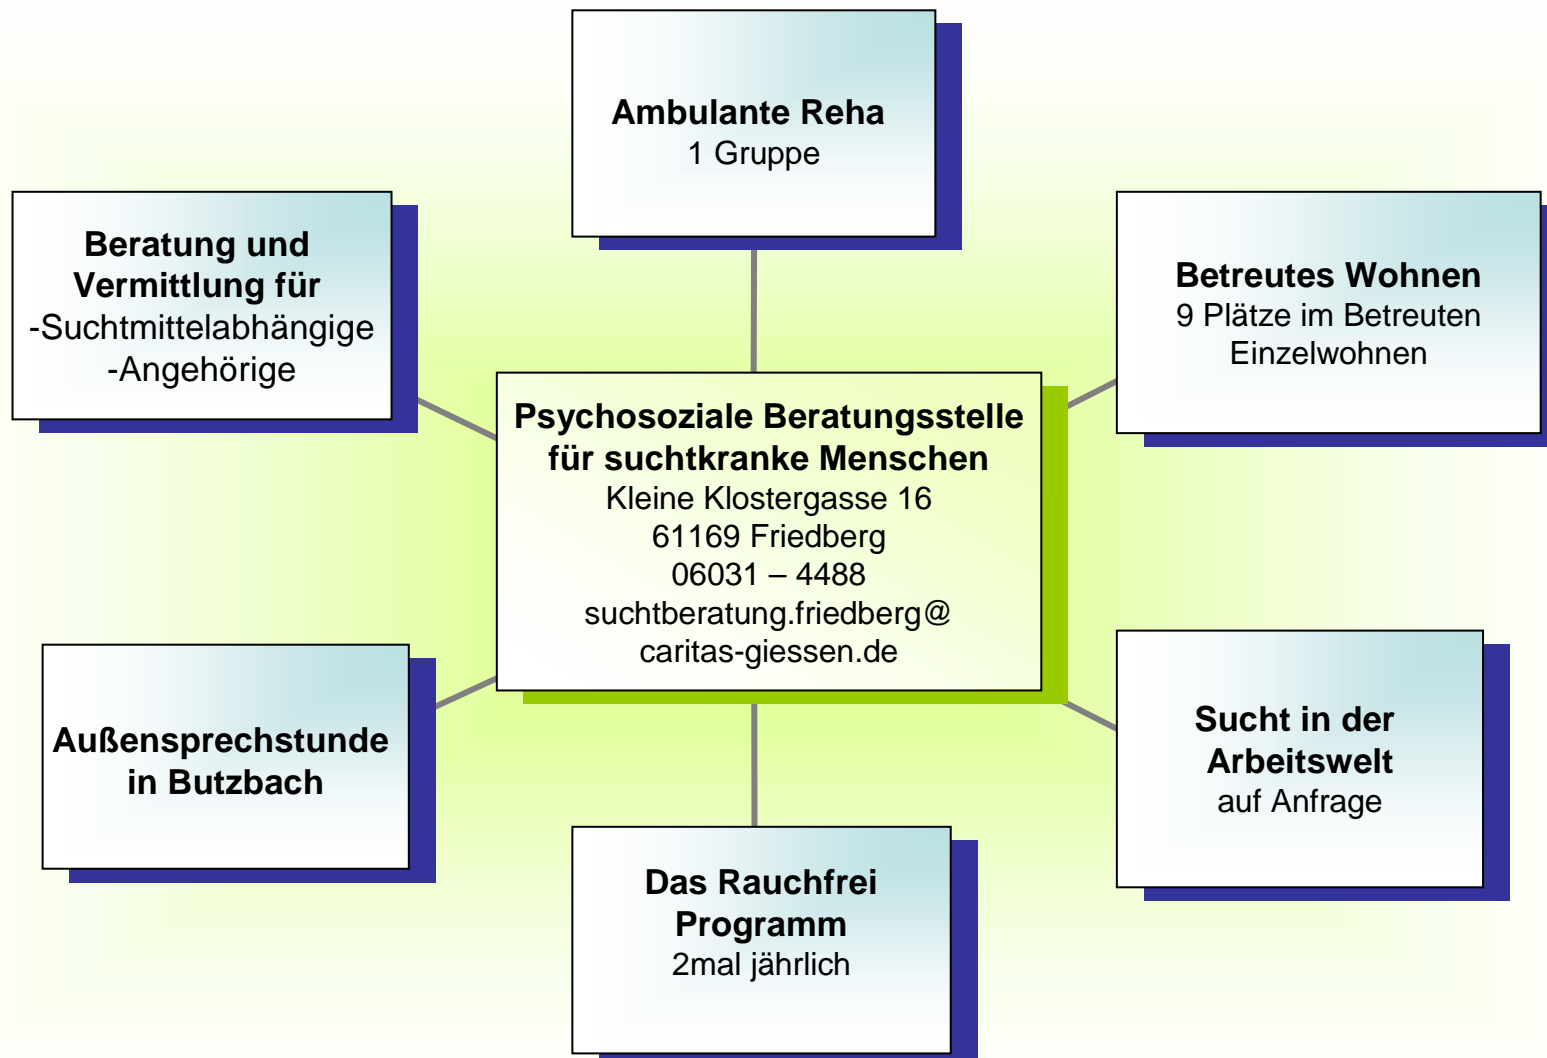 Ambulante Reha
1 Gruppe
Beratung und
Vermittlung für
-Suchtmittelabhängige
-Angehörige
Betreutes Wohnen
9 Plätze im Betreuten
Einzelwohnen
Psychosoziale Beratungsstelle
für suchtkranke Menschen
Kleine Klostergasse 16
61169 Friedberg
06031 – 4488
suchtberatung.friedberg@
caritas-giessen.de
Außensprechstunde
in Butzbach
Sucht in der
Arbeitswelt
auf Anfrage
Das Rauchfrei
Programm
2mal jährlich